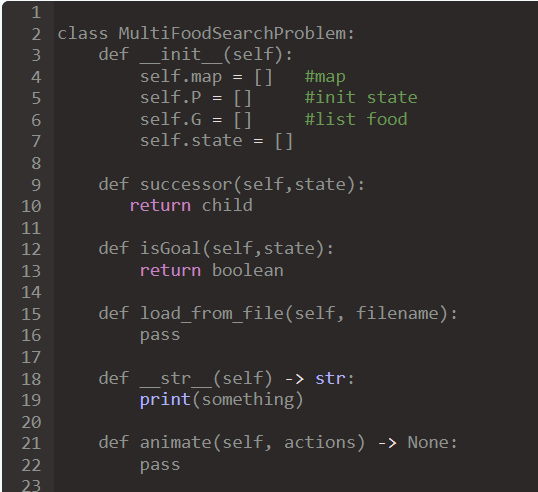 1
2 class MultiFoodSearchProblem:
3     def __init__(self):
4         self.map = []   #map
5         self.P = []     #init state
6         self.G = []     #list food
7         self.state = []
8
9     def successor(self,state):
10        return child
11
12     def isGoal(self,state):
13         return boolean
14
15     def load_from_file(self, filename):
16         pass
17
18     def __str__(self) -> str:
19         print(something)
20
21     def animate(self, actions) -> None:
22         pass
23